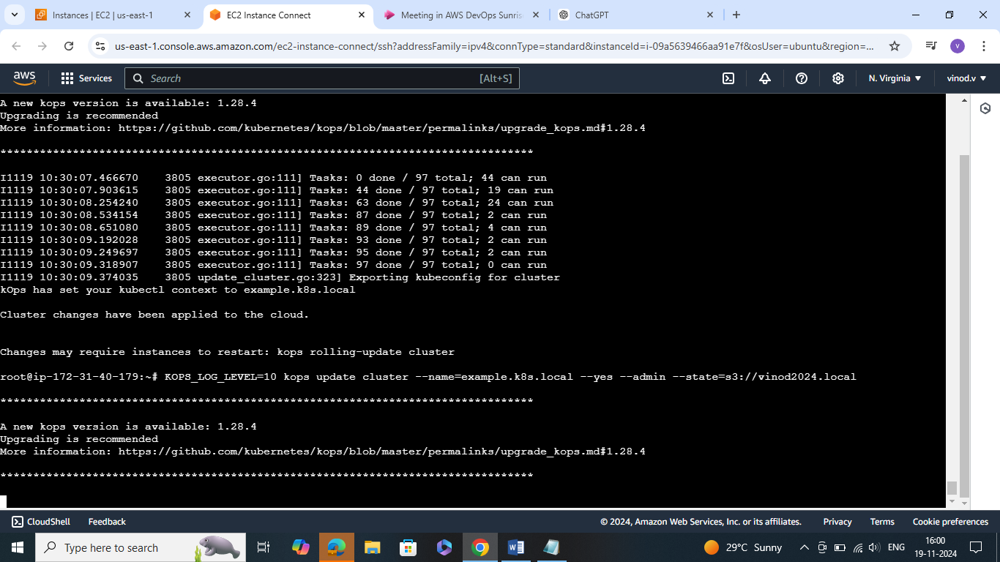 Instances | EC2 | us-east-1
EC2 Instance Connect
Meeting in AWS DevOps Sunris
ChatGPT
us-east-1.console.aws.amazon.com/ec2-instance-connect/ssh?addressFamily=ipv4&connType=standard&instanceId=i-09a5639466aa91e7f&osUser=ubuntu&region=...
V
aws
Services
Search
[Alt+S]
N. Virginia
vinod.v
A new kops version is available: 1.28.4
Upgrading is recommended
More information: https://github.com/kubernetes/kops/blob/master/permalinks/upgrade_kops.md#1.28.4
*********************************************************************************
I1119 10:30:07.466670    3805 executor.go:111] Tasks: 0 done / 97 total; 44 can run
I1119 10:30:07.903615    3805 executor.go:111] Tasks: 44 done / 97 total; 19 can run
I1119 10:30:08.254240    3805 executor.go:111] Tasks: 63 done / 97 total; 24 can run
I1119 10:30:08.534154    3805 executor.go:111] Tasks: 87 done / 97 total; 2 can run
I1119 10:30:08.651080    3805 executor.go:111] Tasks: 89 done / 97 total; 4 can run
I1119 10:30:09.192028    3805 executor.go:111] Tasks: 93 done / 97 total; 2 can run
I1119 10:30:09.249697    3805 executor.go:111] Tasks: 95 done / 97 total; 2 can run
I1119 10:30:09.318907    3805 executor.go:111] Tasks: 97 done / 97 total; 0 can run
I1119 10:30:09.374035    3805 update_cluster.go:323] Exporting kubeconfig for cluster
kOps has set your kubectl context to example.k8s.local
Cluster changes have been applied to the cloud.
Changes may require instances to restart: kops rolling-update cluster
root@ip-172-31-40-179:~# KOPS_LOG_LEVEL=10 kops update cluster --name=example.k8s.local --yes --admin --state=s3://vinod2024.local
*********************************************************************************
A new kops version is available: 1.28.4
Upgrading is recommended
More information: https://github.com/kubernetes/kops/blob/master/permalinks/upgrade_kops.md#1.28.4
*********************************************************************************
CloudShell
Feedback
© 2024, Amazon Web Services, Inc. or its affiliates.
Privacy
Terms
Cookie preferences
Type here to search
29°C Sunny
ENG
16:00
19-11-2024